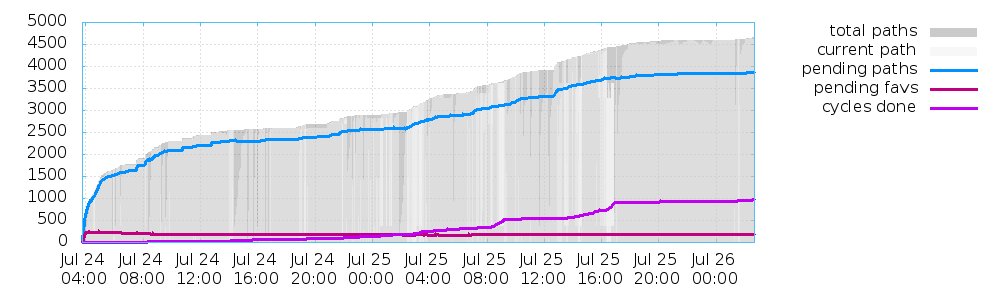 5000
4500
4000
3500
3000
2500
2000
1500
1000
500
0
Jul 24 Jul 24 Jul 24 Jul 24 Jul 24 Jul 25 Jul 25 Jul 25 Jul 25 Jul 25 Jul 25 Jul 26
04:00 08:00 12:00 16:00 20:00 00:00 04:00 08:00 12:00 16:00 20:00 00:00
total paths
current path
pending paths
pending favs
cycles done